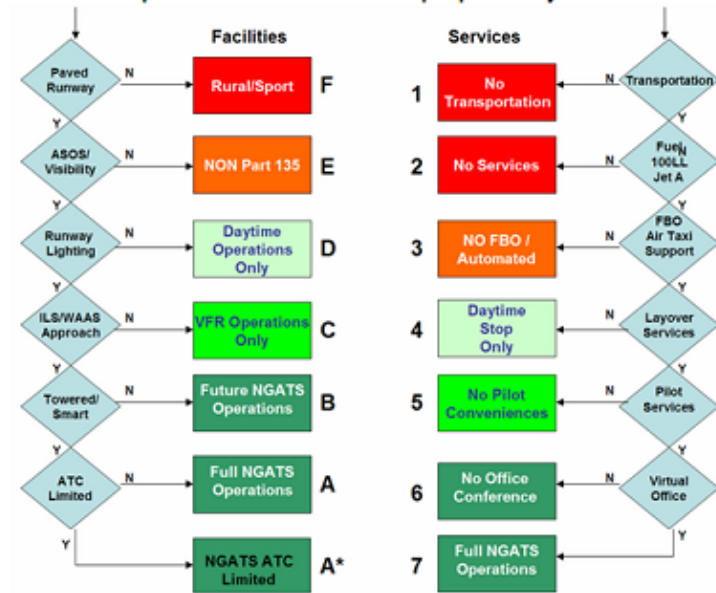 Facilities
Services
Paved
Runway
N
Rural/Sport
F
1
No
Transportation
N
Transportation
Y
Y
ASOS/
Visibility
N
NON Part 135
E
2
No Services
Fuel
N
100LL
Jet A
Y
Y
Runway
Lighting
N
Daytime
Operations
Only
D
3
NO FBO /
Automated
N
FBO
Air Taxi
Support
Y
Y
ILS/WAAS
Approach
N
VFR Operations
Only
C
4
Daytime
Stop
Only
N
Layover
Services
Y
Y
Towered/
Smart
N
Future NGATS
Operations
B
5
No Pilot
Conveniences
N
Pilot
Services
Y
Y
ATC
Limited
N
Full NGATS
Operations
A
6
No Office
Conference
N
Virtual
Office
Y
Y
NGATS ATC
Limited
A*
7
Full NGATS
Operations